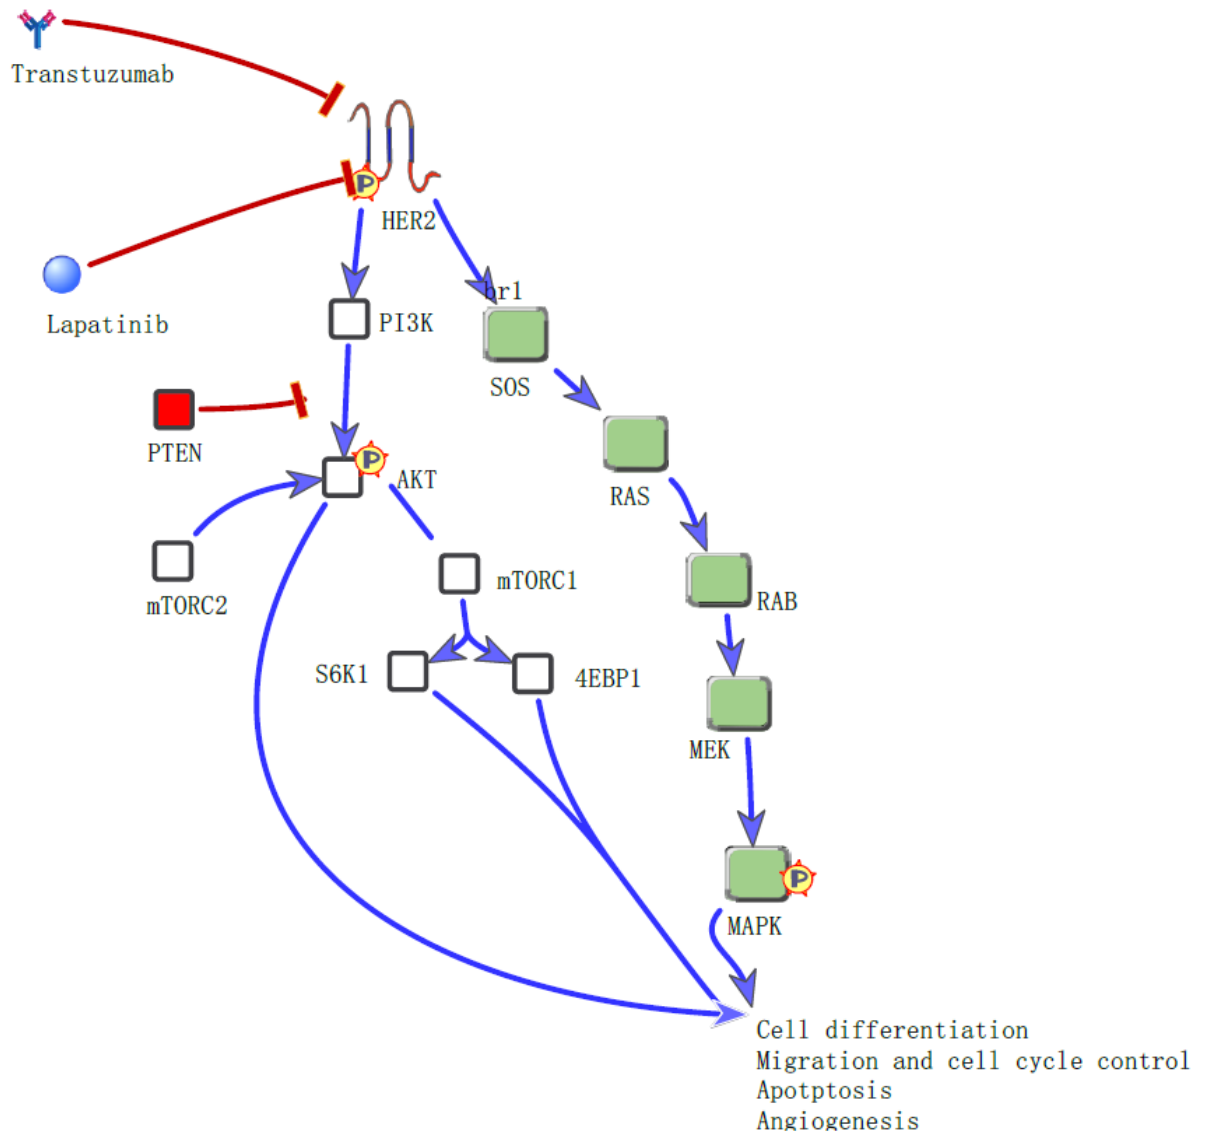 Transtuzumab
P
HER2
Lapatinib
br1
PI3K
SOS
PTEN
P
AKT
RAS
mTORC2
mTORC1
RAB
S6K1
4EBP1
MEK
P
MAPK
Cell differentiation
Migration and cell cycle control
Apotptosis
Angiogenesis